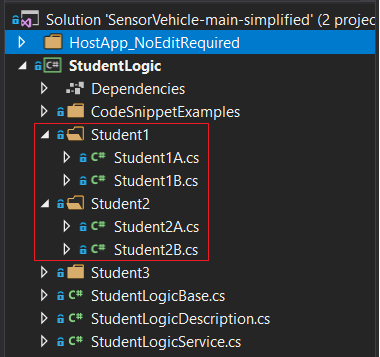 Solution 'SensorVehicle-main-simplified' (2 projec
HostApp_NoEditRequired
C# StudentLogic
Dependencies
CodeSnippetExamples
Student1
C# Student1A.cs
C# Student1B.cs
Student2
C# Student2A.cs
C# Student2B.cs
Student3
C# StudentLogicBase.cs
C# StudentLogicDescription.cs
C# StudentLogicService.cs